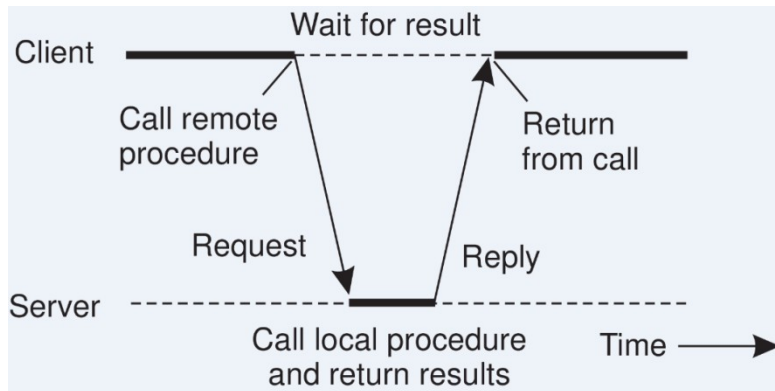 Wait for result
Client
Call remote
procedure
Return
from call
Request
Reply
Server
Call local procedure
and return results
Time